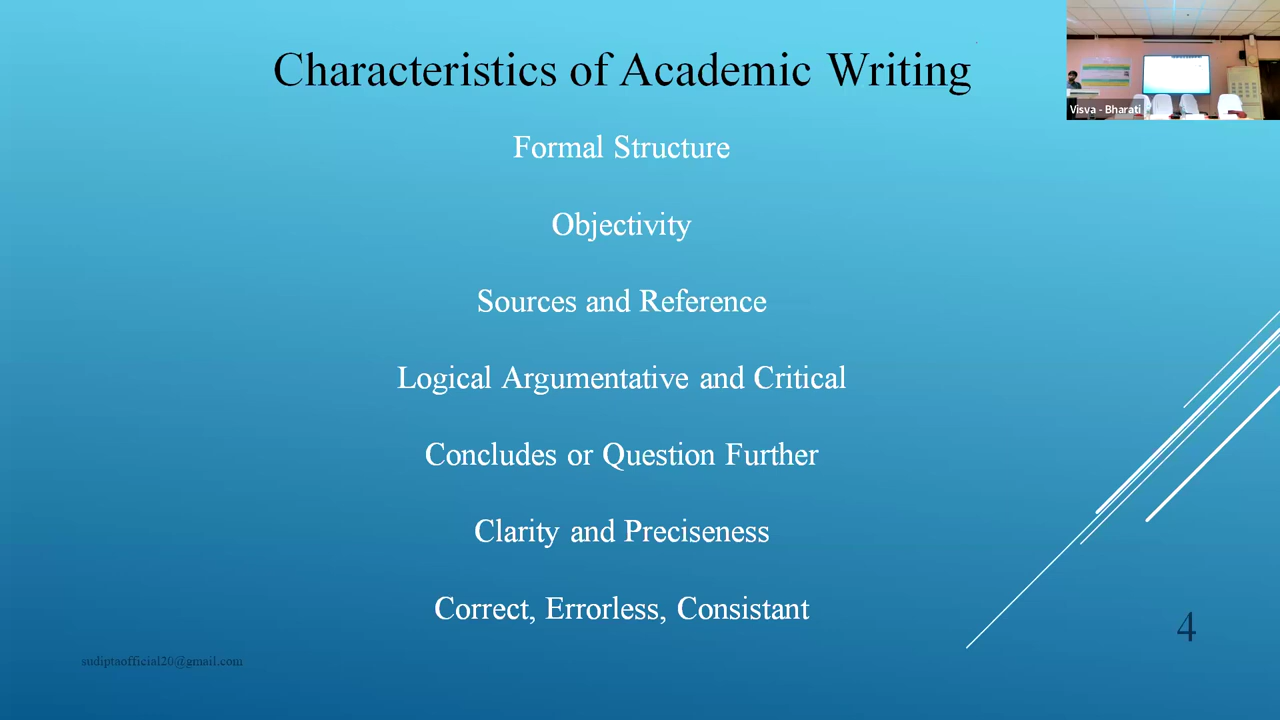 Characteristics of Academic Writing
Visva - Bharati
Formal Structure
Objectivity
Sources and Reference
Logical Argumentative and Critical
Concludes or Question Further
Clarity and Preciseness
Correct, Errorless, Consistant
4
sudiptaofficial20@gmail.com